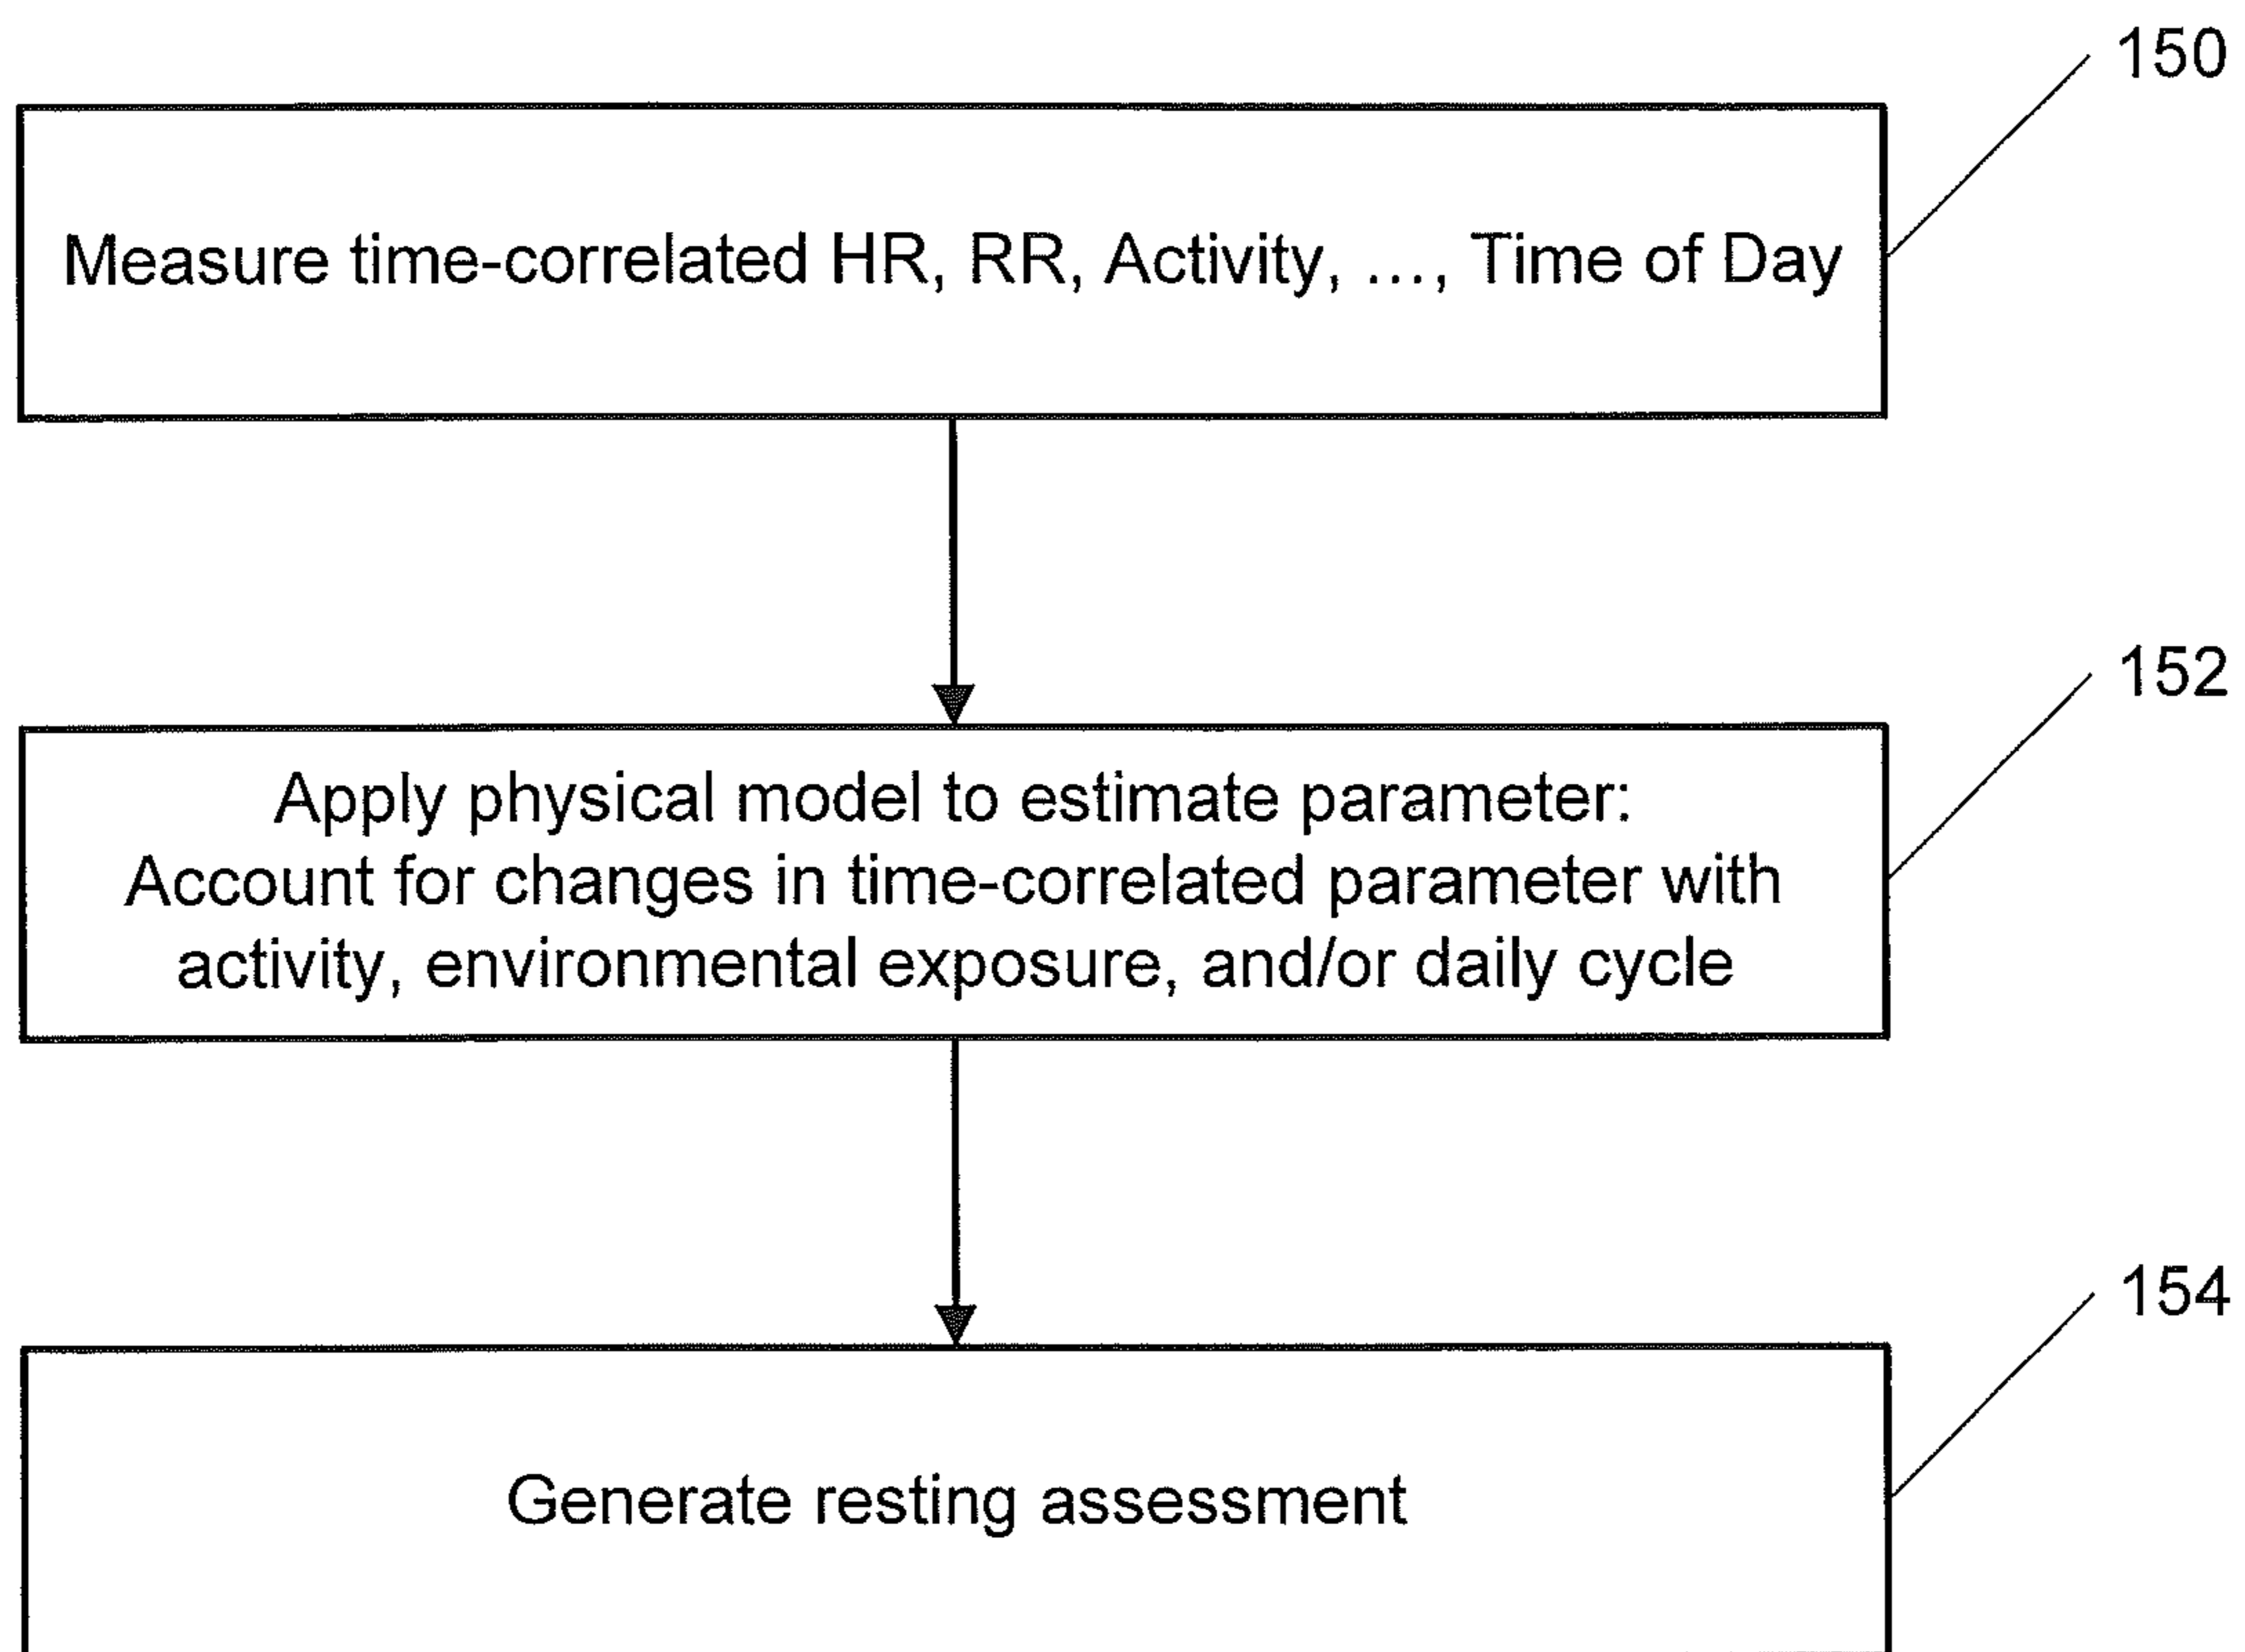 150
Measure time-correlated HR, RR, Activity, ..., Time of Day
152
Apply physical model to estimate parameter:
Account for changes in time-correlated parameter with
activity, environmental exposure, and/or daily cycle
154
Generate resting assessment